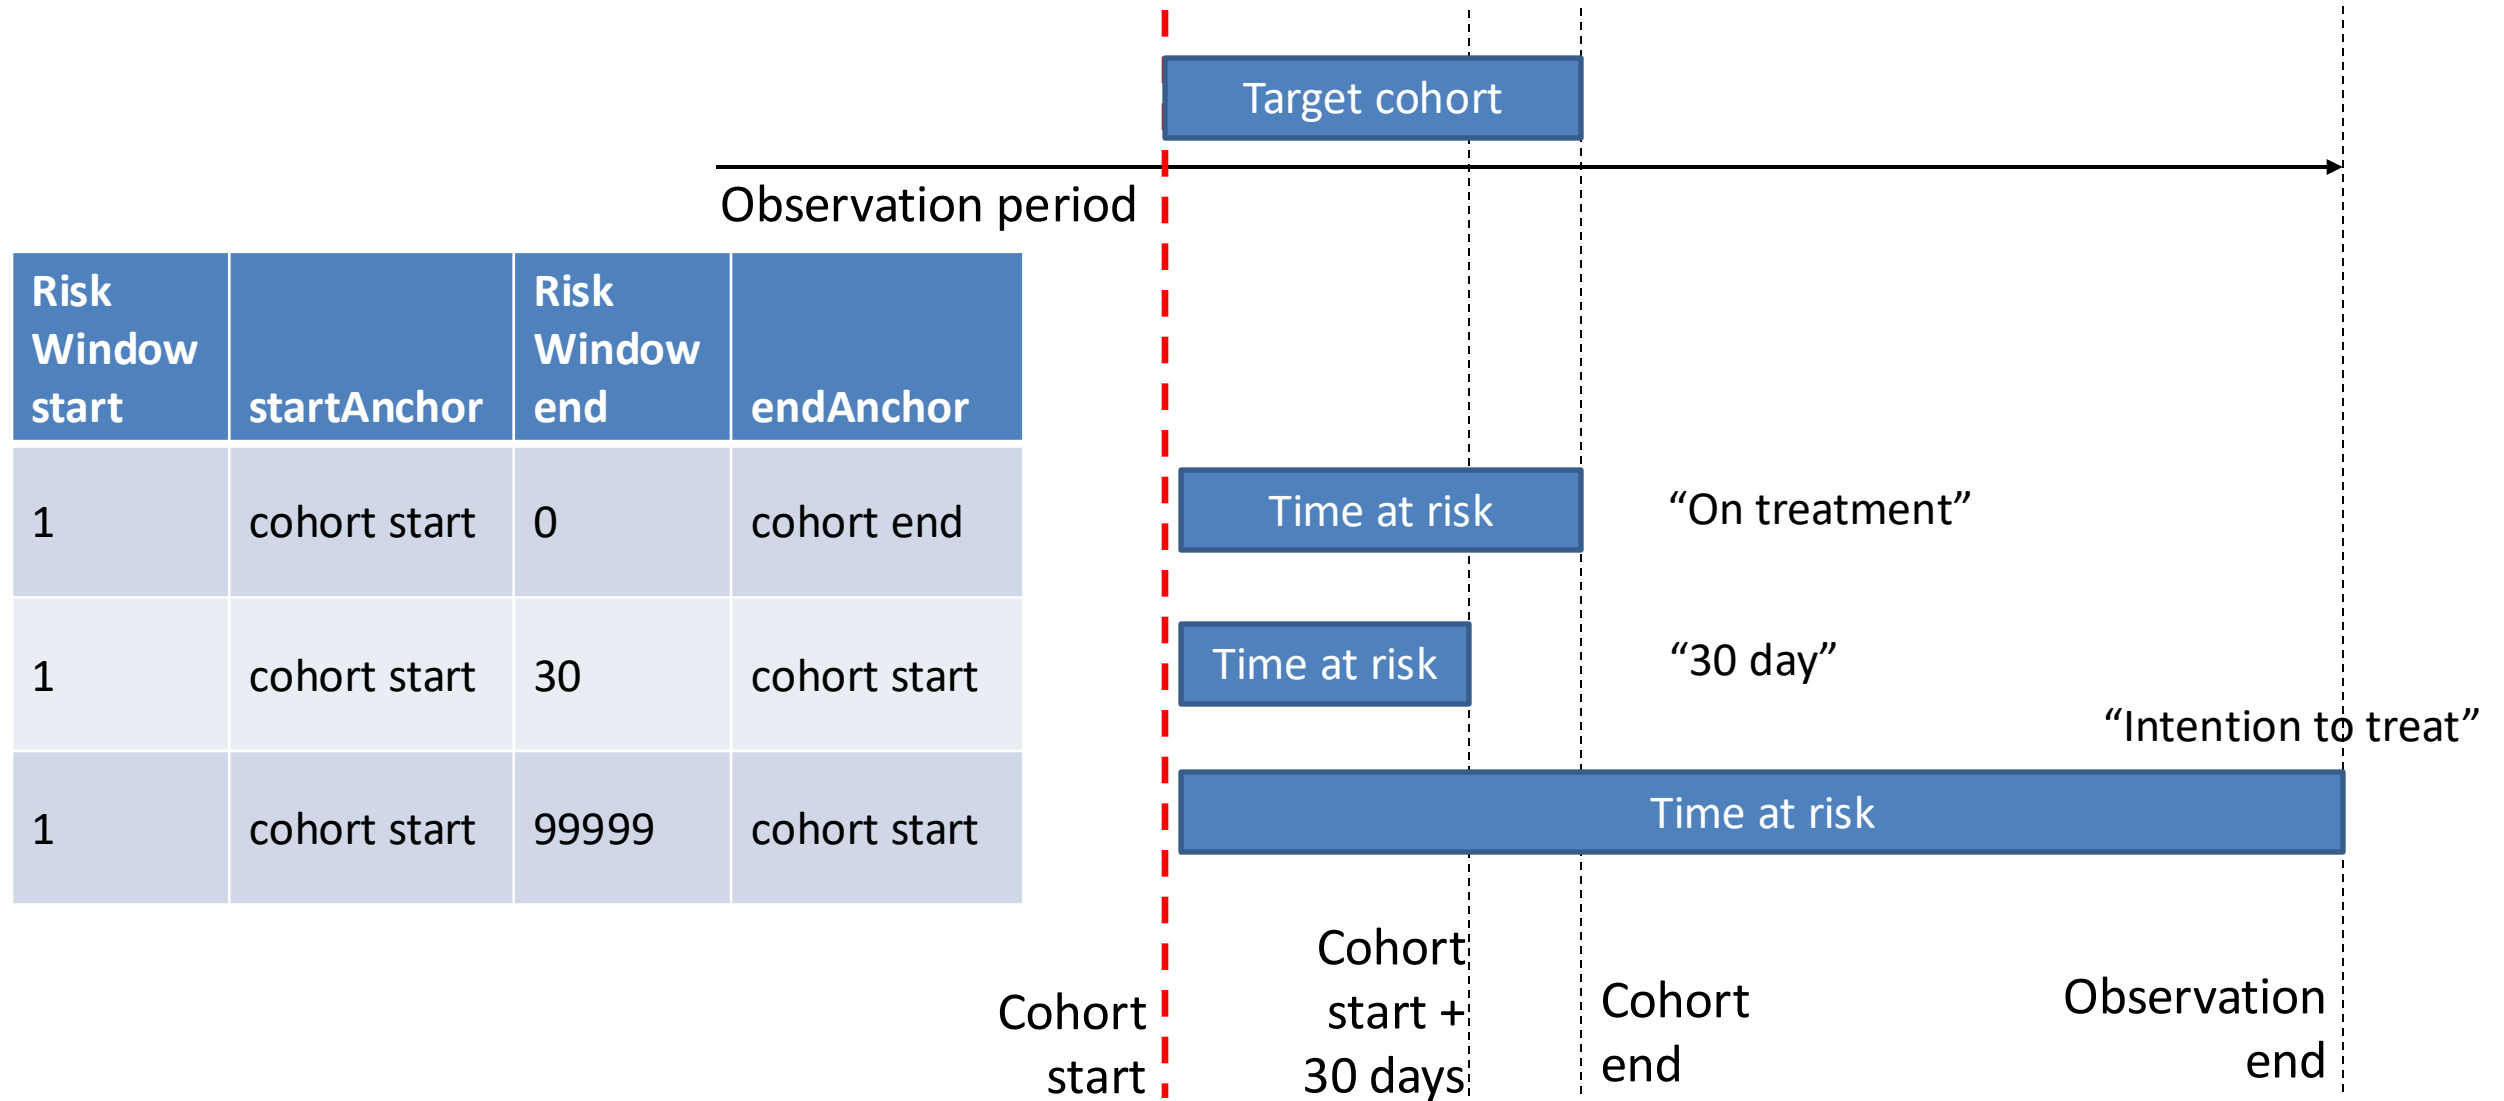 Target cohort
Observation period
Risk
Window
start
startAnchor
Risk
Window
end
endAnchor
1
cohort start
0
cohort end
Time at risk
“On treatment”
1
cohort start
30
cohort start
Time at risk
“30 day”
“Intention to treat”
1
cohort start
99999
cohort start
Time at risk
Cohort
start
Cohort
start +
30 days
Cohort
end
Observation
end